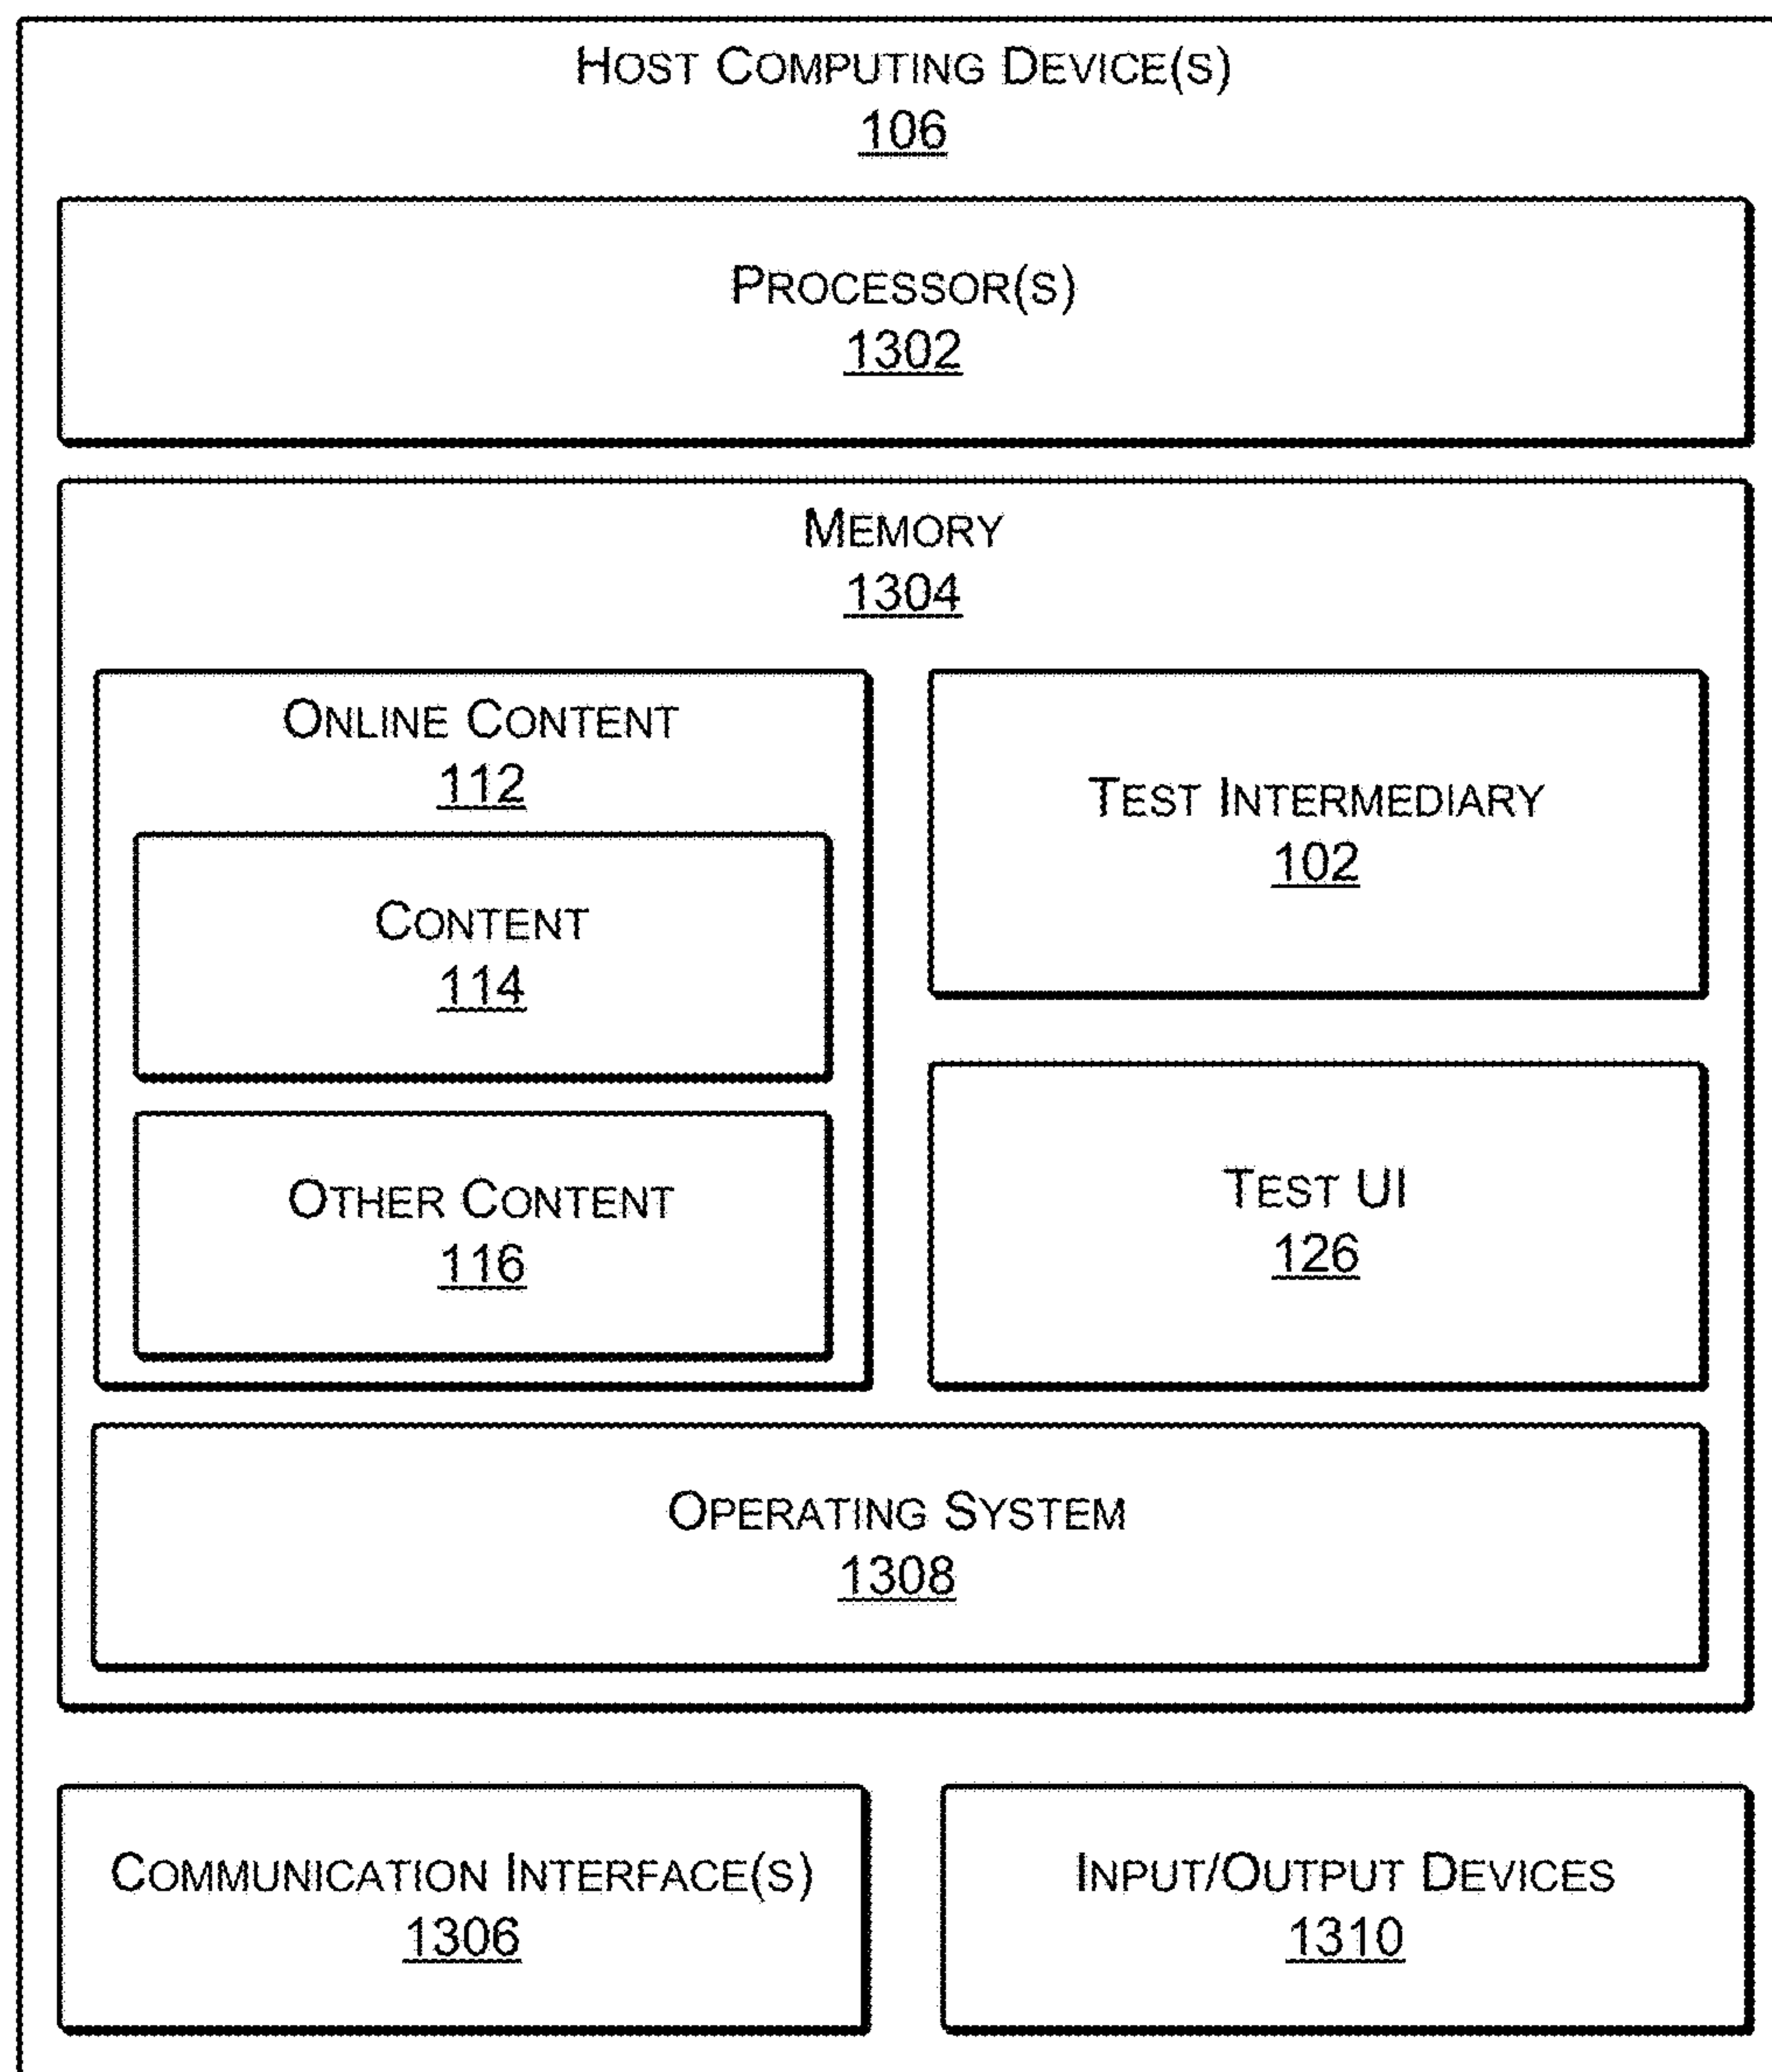 HOST COMPUTING DEVICE(S)
106
PROCESSOR(S)
1302
MEMORY
1304
ONLINE CONTENT
112
CONTENT
114
OTHER CONTENT
116
TEST INTERMEDIARY
102
TEST UI
126
OPERATING SYSTEM
1308
COMMUNICATION INTERFACE(S)
1306
INPUT/OUTPUT DEVICES
1310